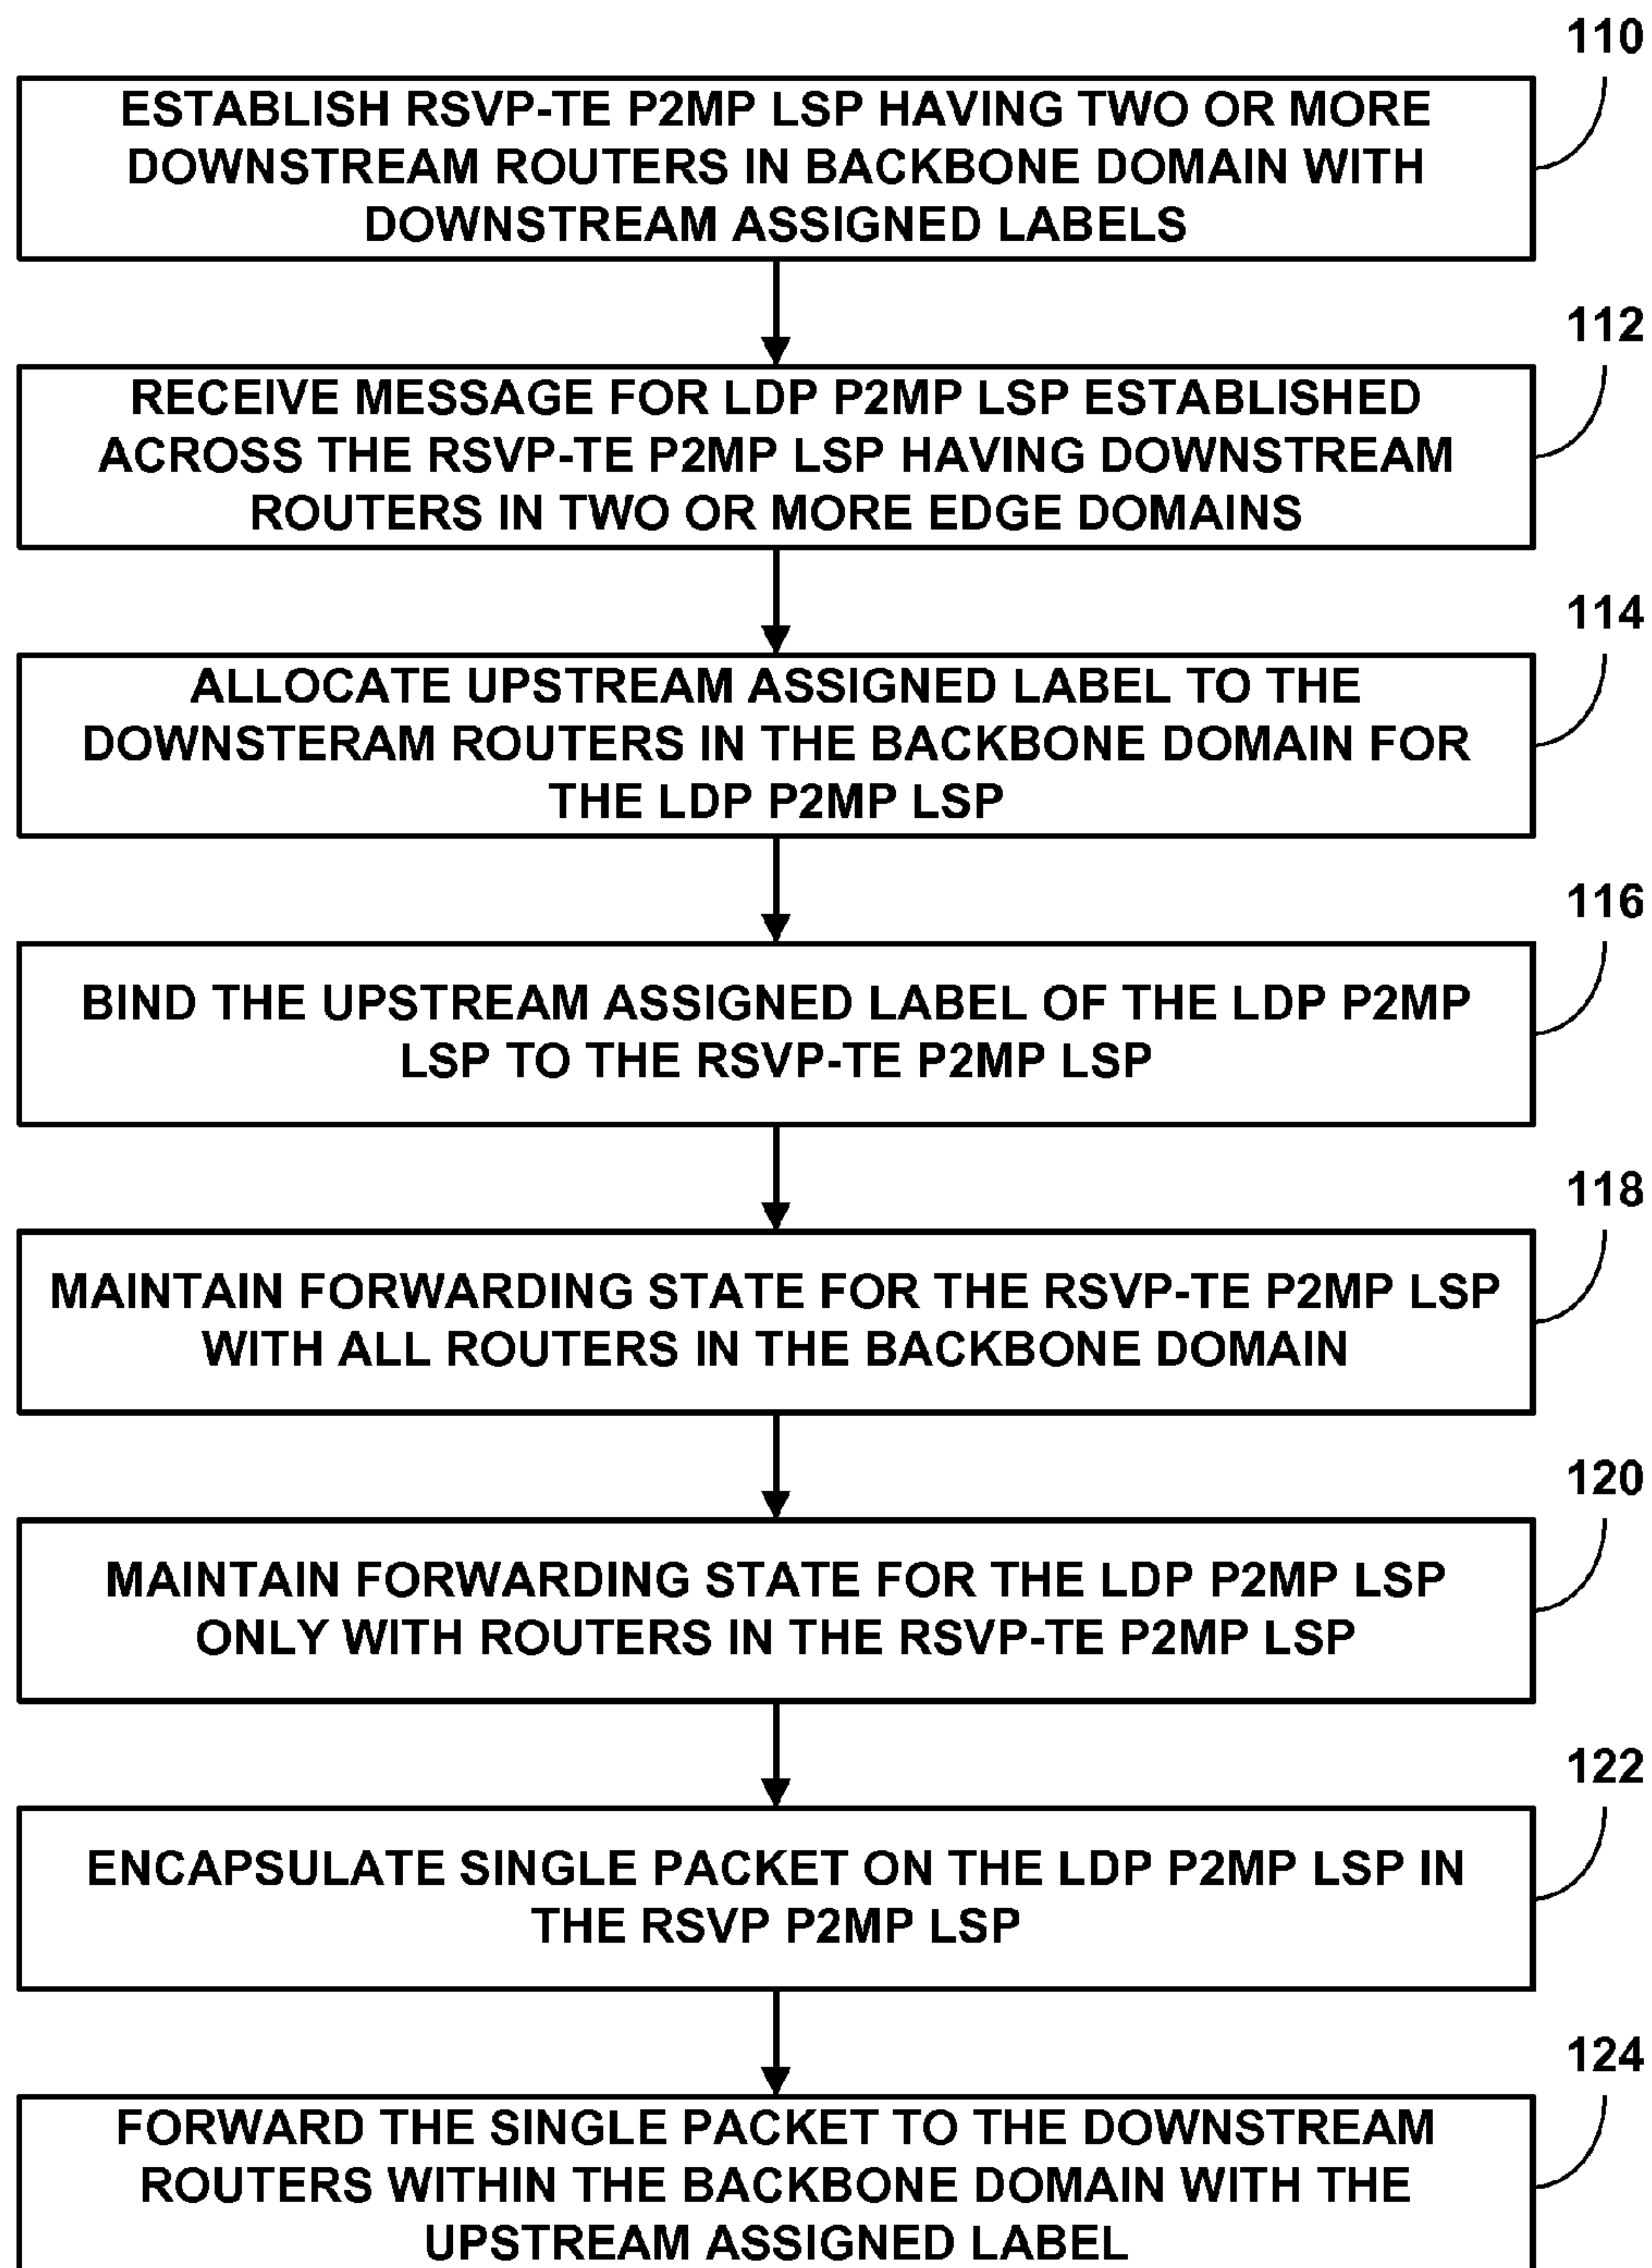 110
ESTABLISH RSVP-TE P2MP LSP HAVING TWO OR MORE
DOWNSTREAM ROUTERS IN BACKBONE DOMAIN WITH
DOWNSTREAM ASSIGNED LABELS
112
RECEIVE MESSAGE FOR LDP P2MP LSP ESTABLISHED
ACROSS THE RSVP-TE P2MP LSP HAVING DOWNSTREAM
ROUTERS IN TWO OR MORE EDGE DOMAINS
114
ALLOCATE UPSTREAM ASSIGNED LABEL TO THE
DOWNSTERAM ROUTERS IN THE BACKBONE DOMAIN FOR
THE LDP P2MP LSP
116
BIND THE UPSTREAM ASSIGNED LABEL OF THE LDP P2MP
LSP TO THE RSVP-TE P2MP LSP
118
MAINTAIN FORWARDING STATE FOR THE RSVP-TE P2MP LSP
WITH ALL ROUTERS IN THE BACKBONE DOMAIN
120
MAINTAIN FORWARDING STATE FOR THE LDP P2MP LSP
ONLY WITH ROUTERS IN THE RSVP-TE P2MP LSP
122
ENCAPSULATE SINGLE PACKET ON THE LDP P2MP LSP IN
THE RSVP P2MP LSP
124
FORWARD THE SINGLE PACKET TO THE DOWNSTREAM
ROUTERS WITHIN THE BACKBONE DOMAIN WITH THE
UPSTREAM ASSIGNED LABEL